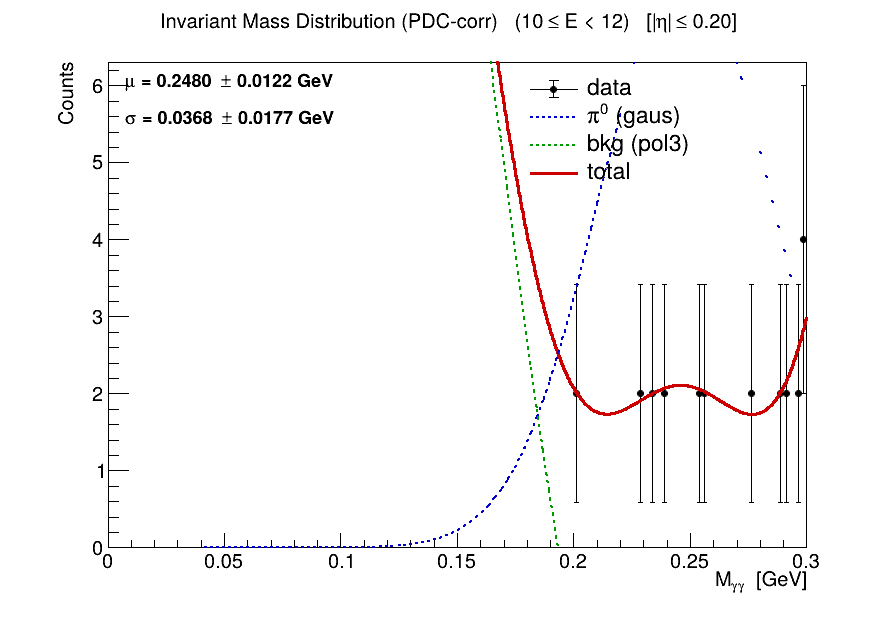 Invariant Mass Distribution (PDC-corr) (10 ≤ E < 12) [|η| ≤ 0.20]
Counts
μ = 0.2480 ± 0.0122 GeV
σ = 0.0368 ± 0.0177 GeV
data
π⁰ (gaus)
bkg (pol3)
total
6
5
4
3
2
1
0
0 0.05 0.1 0.15 0.2 0.25 0.3
M_γγ [GeV]